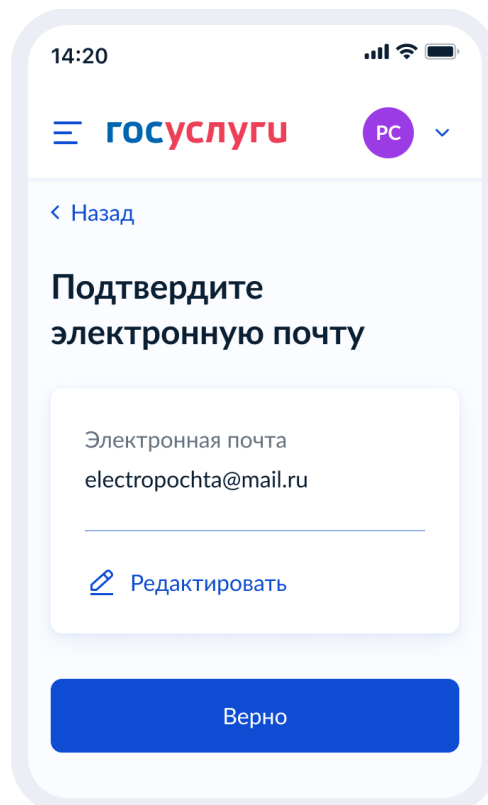 14:20
госуслуги
РС
Назад
Подтвердите
электронную почту
Электронная почта
electropochta@mail.ru
Редактировать
Верно